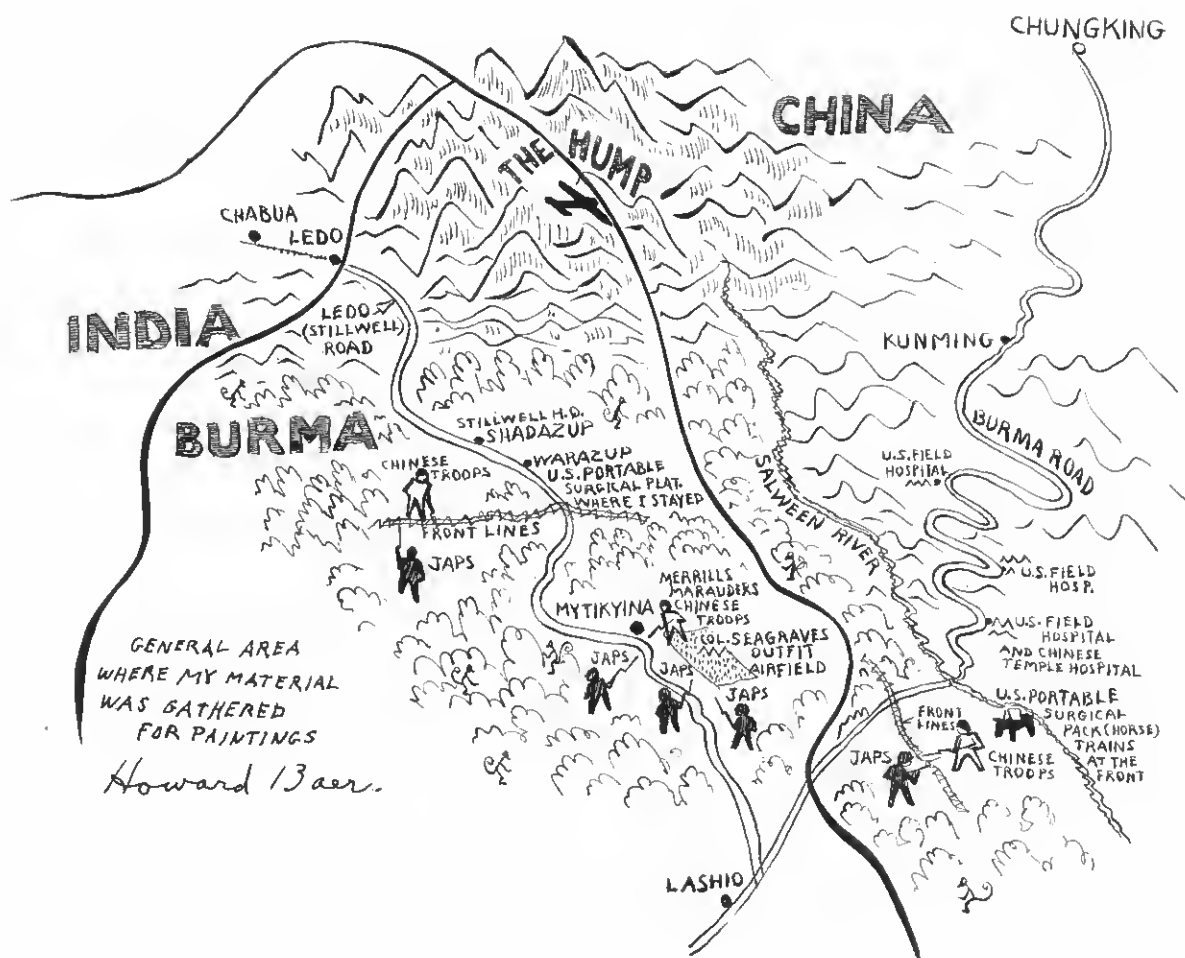 CHUNGKING
CHINA
THE HUMP
CHABUA
LEDO
INDIA
LEDO
(STILLWELL)
ROAD
KUNMING
BURMA
BURMA ROAD
STILLWELL H.Q.
SHADAZUP
WARAZUP
U.S. PORTABLE
SURGICAL PLAT.
WHERE I STAYED
CHINESE
TROOPS
FRONT LINES
JAPS
SALWEEN RIVER
U.S. FIELD
HOSPITAL
U.S. FIELD
HOSP.
U.S. FIELD
HOSPITAL
AND CHINESE
TEMPLE HOSPITAL
MYTIKYINA
MERRILLS
MARAUDERS
CHINESE
TROOPS
COL. SEAGRAVES
OUTFIT
AIRFIELD
JAPS
JAPS
JAPS
GENERAL AREA
WHERE MY MATERIAL
WAS GATHERED
FOR PAINTINGS
Howard Baer.
U.S. PORTABLE
SURGICAL
PACK (HORSE)
TRAINS
AT THE
FRONT
FRONT
LINES
JAPS
CHINESE
TROOPS
LASHIO